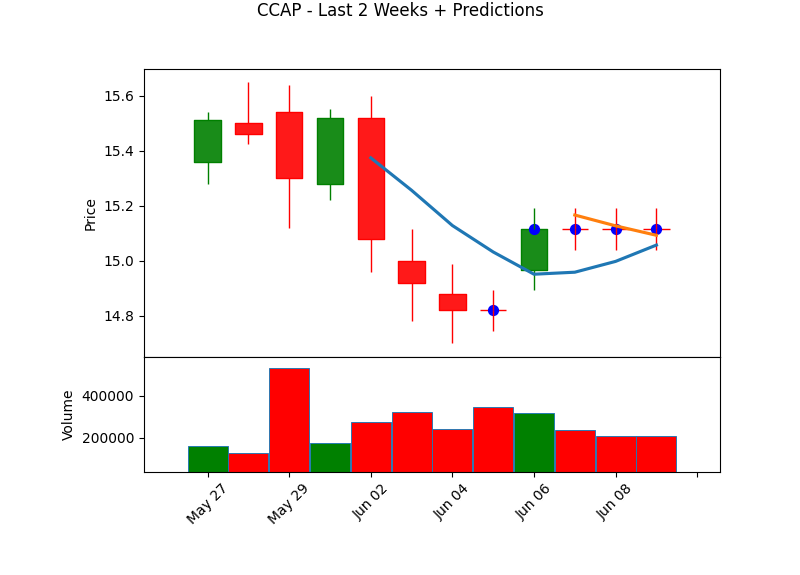 CCAP - Last 2 Weeks + Predictions
15.6
15.4
15.2
15.0
14.8
Price
400000
200000
Volume
May 27
May 29
Jun 02
Jun 04
Jun 06
Jun 08